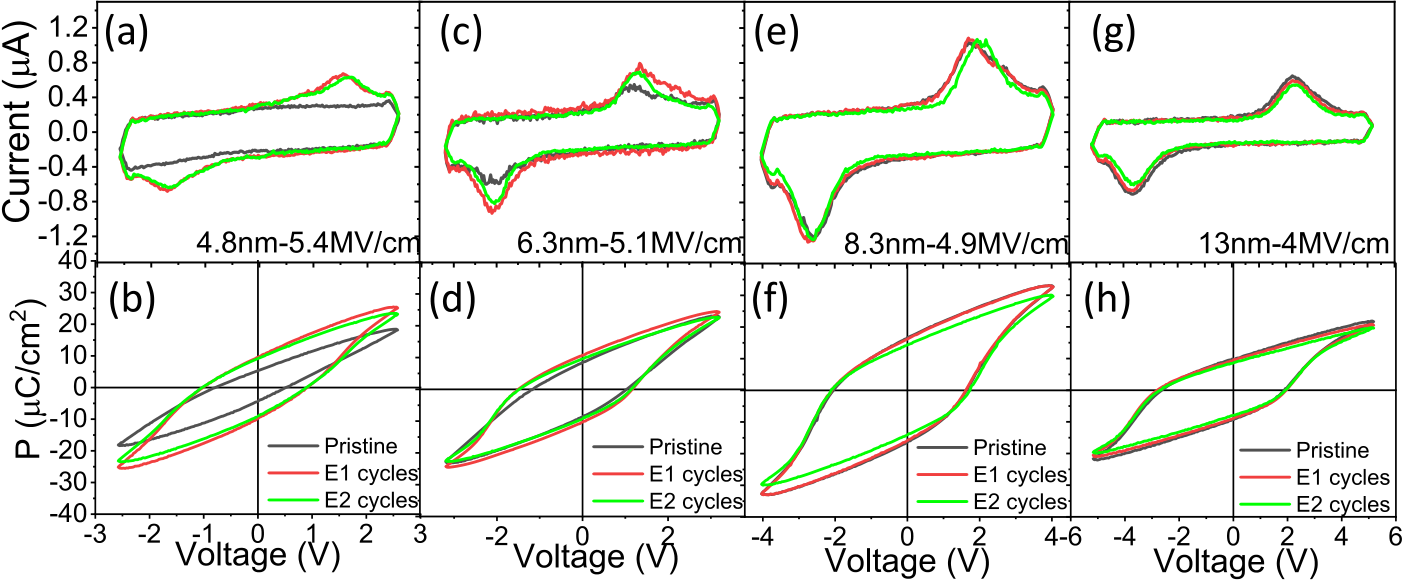 (a)
(c)
(e)
(g)
Current (μA)
1.2
0.8
0.4
0.0
-0.4
-0.8
-1.2
4.8nm-5.4MV/cm
6.3nm-5.1MV/cm
8.3nm-4.9MV/cm
13nm-4MV/cm
(b)
(d)
(f)
(h)
P (μC/cm²)
40
30
20
10
0
-10
-20
-30
-40
Pristine
E1 cycles
E2 cycles
Pristine
E1 cycles
E2 cycles
Pristine
E1 cycles
E2 cycles
Pristine
E1 cycles
E2 cycles
-3 -2 -1 0 1 2
-2 0 2
-4 -2 0 2 4
-6 -4 -2 0 2 4 6
Voltage (V)
Voltage (V)
Voltage (V)
Voltage (V)